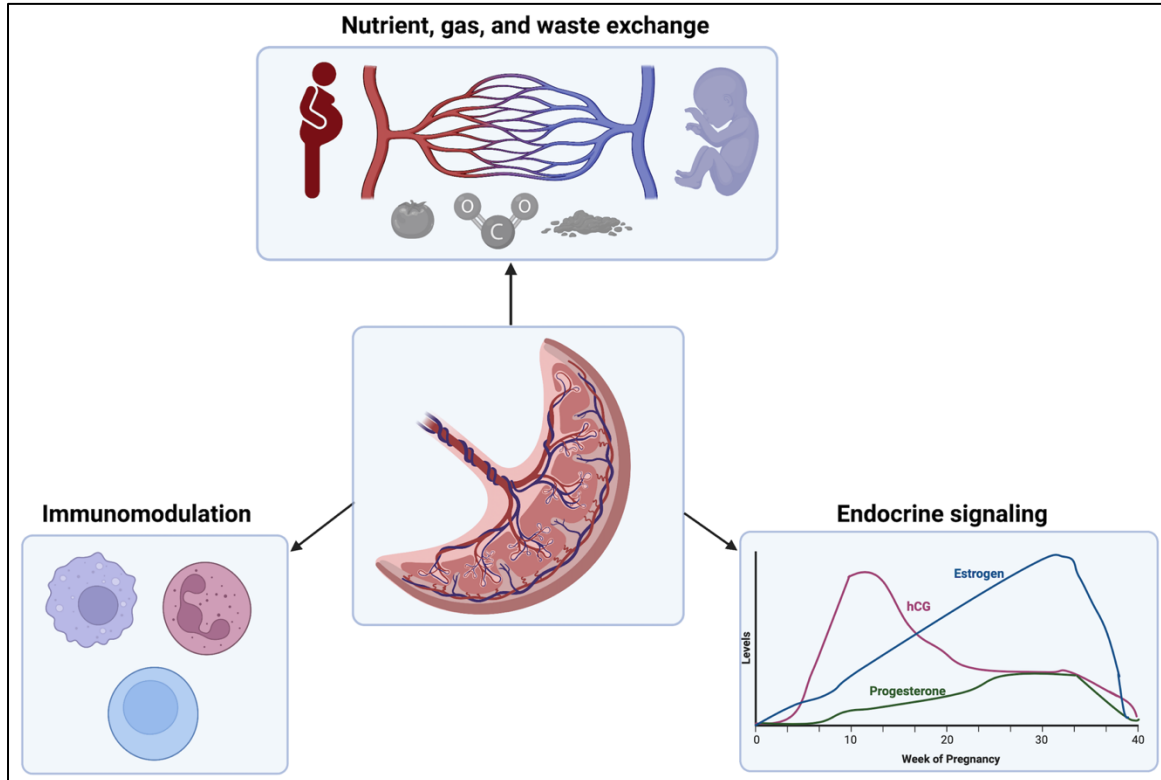 Nutrient, gas, and waste exchange
O O
C
Immunomodulation
Endocrine signaling
Estrogen
hCG
Progesterone
Levels
0 10 20 30 40
Week of Pregnancy